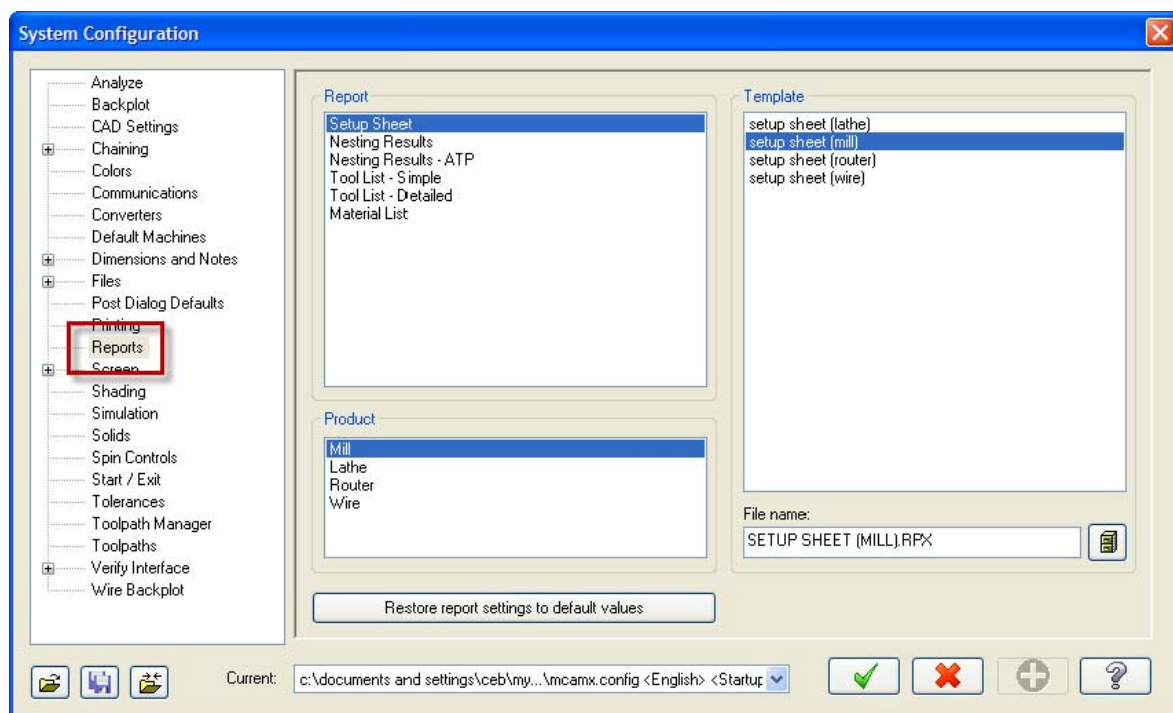 System Configuration
Analyze
Backplot
CAD Settings
Chaining
Colors
Communications
Converters
Default Machines
Dimensions and Notes
Files
Post Dialog Defaults
Printing
Reports
Screen
Shading
Simulation
Solids
Spin Controls
Start / Exit
Tolerances
Toolpath Manager
Toolpaths
Verify Interface
Wire Backplot
Report
Setup Sheet
Nesting Results
Nesting Results - ATP
Tool List - Simple
Tool List - Detailed
Material List
Product
Mill
Lathe
Router
Wire
Restore report settings to default values
Template
setup sheet (lathe)
setup sheet (mill)
setup sheet (router)
setup sheet (wire)
File name:
SETUP SHEET (MILL).RPX
Current:
c:\documents and settings\ceb\my...\mcamx.config <English> <Startup